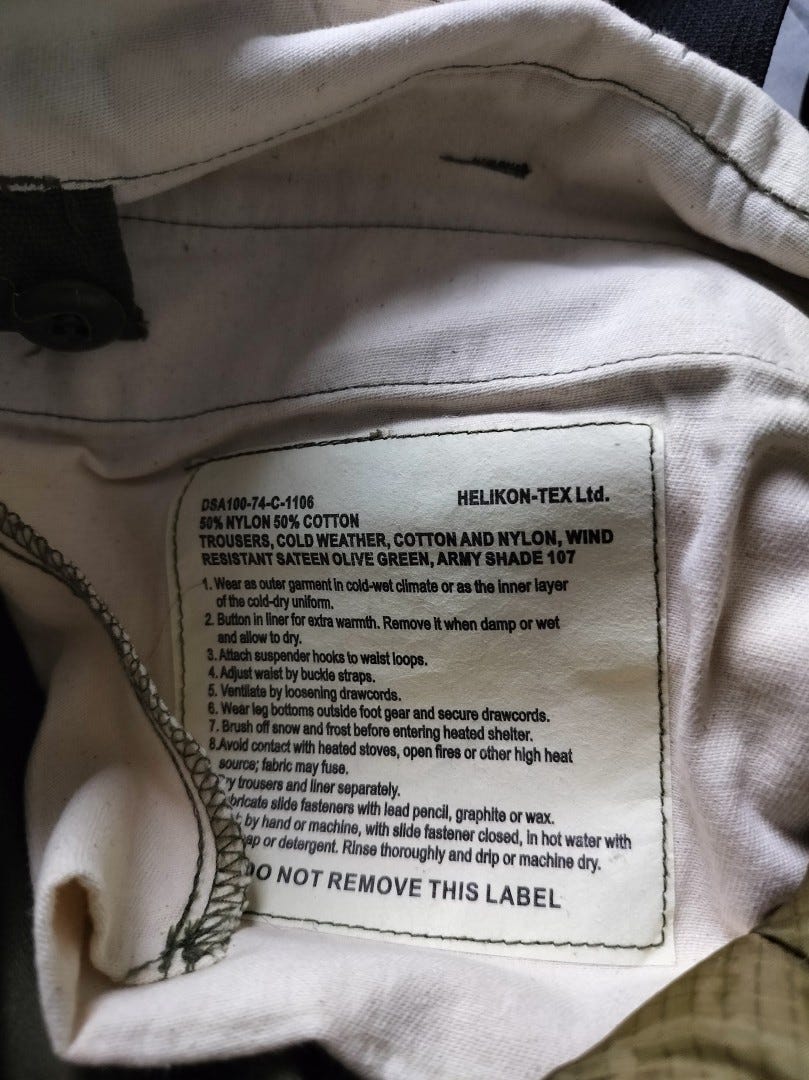 DSA100-74-C-1106 HELIKON-TEX Ltd.
50% NYLON 50% COTTON
TROUSERS, COLD WEATHER, COTTON AND NYLON, WIND
RESISTANT SATEEN OLIVE GREEN, ARMY SHADE 107
1. Wear as outer garment in cold-wet climate or as the inner layer
of the cold-dry uniform.
2. Button in liner for extra warmth. Remove it when damp or wet
and allow to dry.
3. Attach suspender hooks to waist loops.
4. Adjust waist by buckle straps.
5. Ventilate by loosening drawcords.
6. Wear leg bottoms outside foot gear and secure drawcords.
7. Brush off snow and frost before entering heated shelter.
8.Avoid contact with heated stoves, open fires or other high heat
source; fabric may fuse.
trousers and liner separately.
slide fasteners with lead pencil, graphite or wax.
by hand or machine, with slide fastener closed, in hot water with
or detergent. Rinse thoroughly and drip or machine dry.
DO NOT REMOVE THIS LABEL